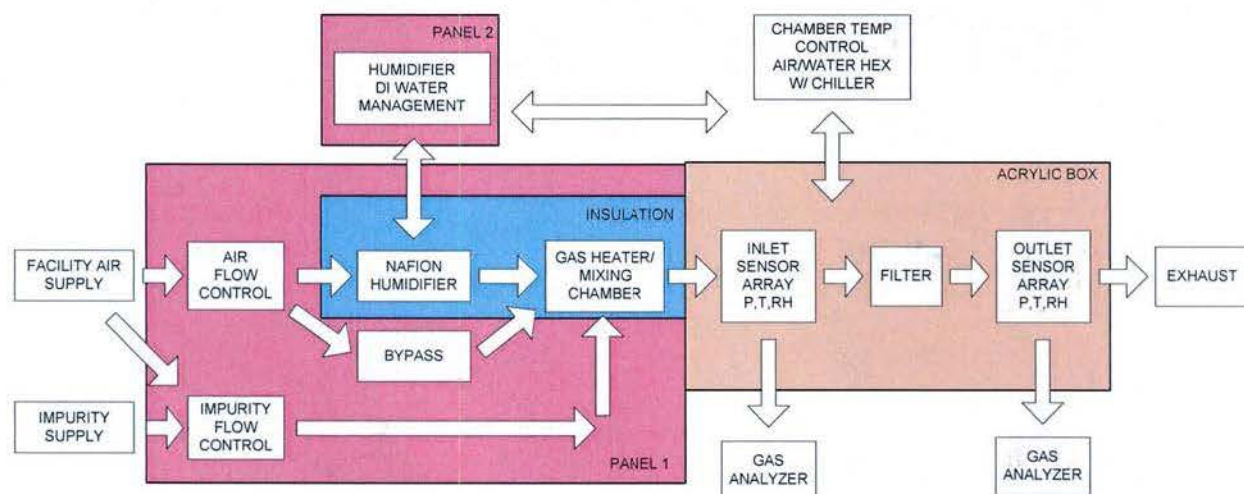 PANEL 2
HUMIDIFIER
DI WATER
MANAGEMENT
CHAMBER TEMP
CONTROL
AIR/WATER HEX
W/ CHILLER
ACRYLIC BOX
INSULATION
FACILITY AIR
SUPPLY
AIR
FLOW
CONTROL
NAFION
HUMIDIFIER
GAS HEATER/
MIXING
CHAMBER
INLET
SENSOR
ARRAY
P,T,RH
FILTER
OUTLET
SENSOR
ARRAY
P,T,RH
EXHAUST
BYPASS
IMPURITY
SUPPLY
IMPURITY
FLOW
CONTROL
PANEL 1
GAS
ANALYZER
GAS
ANALYZER